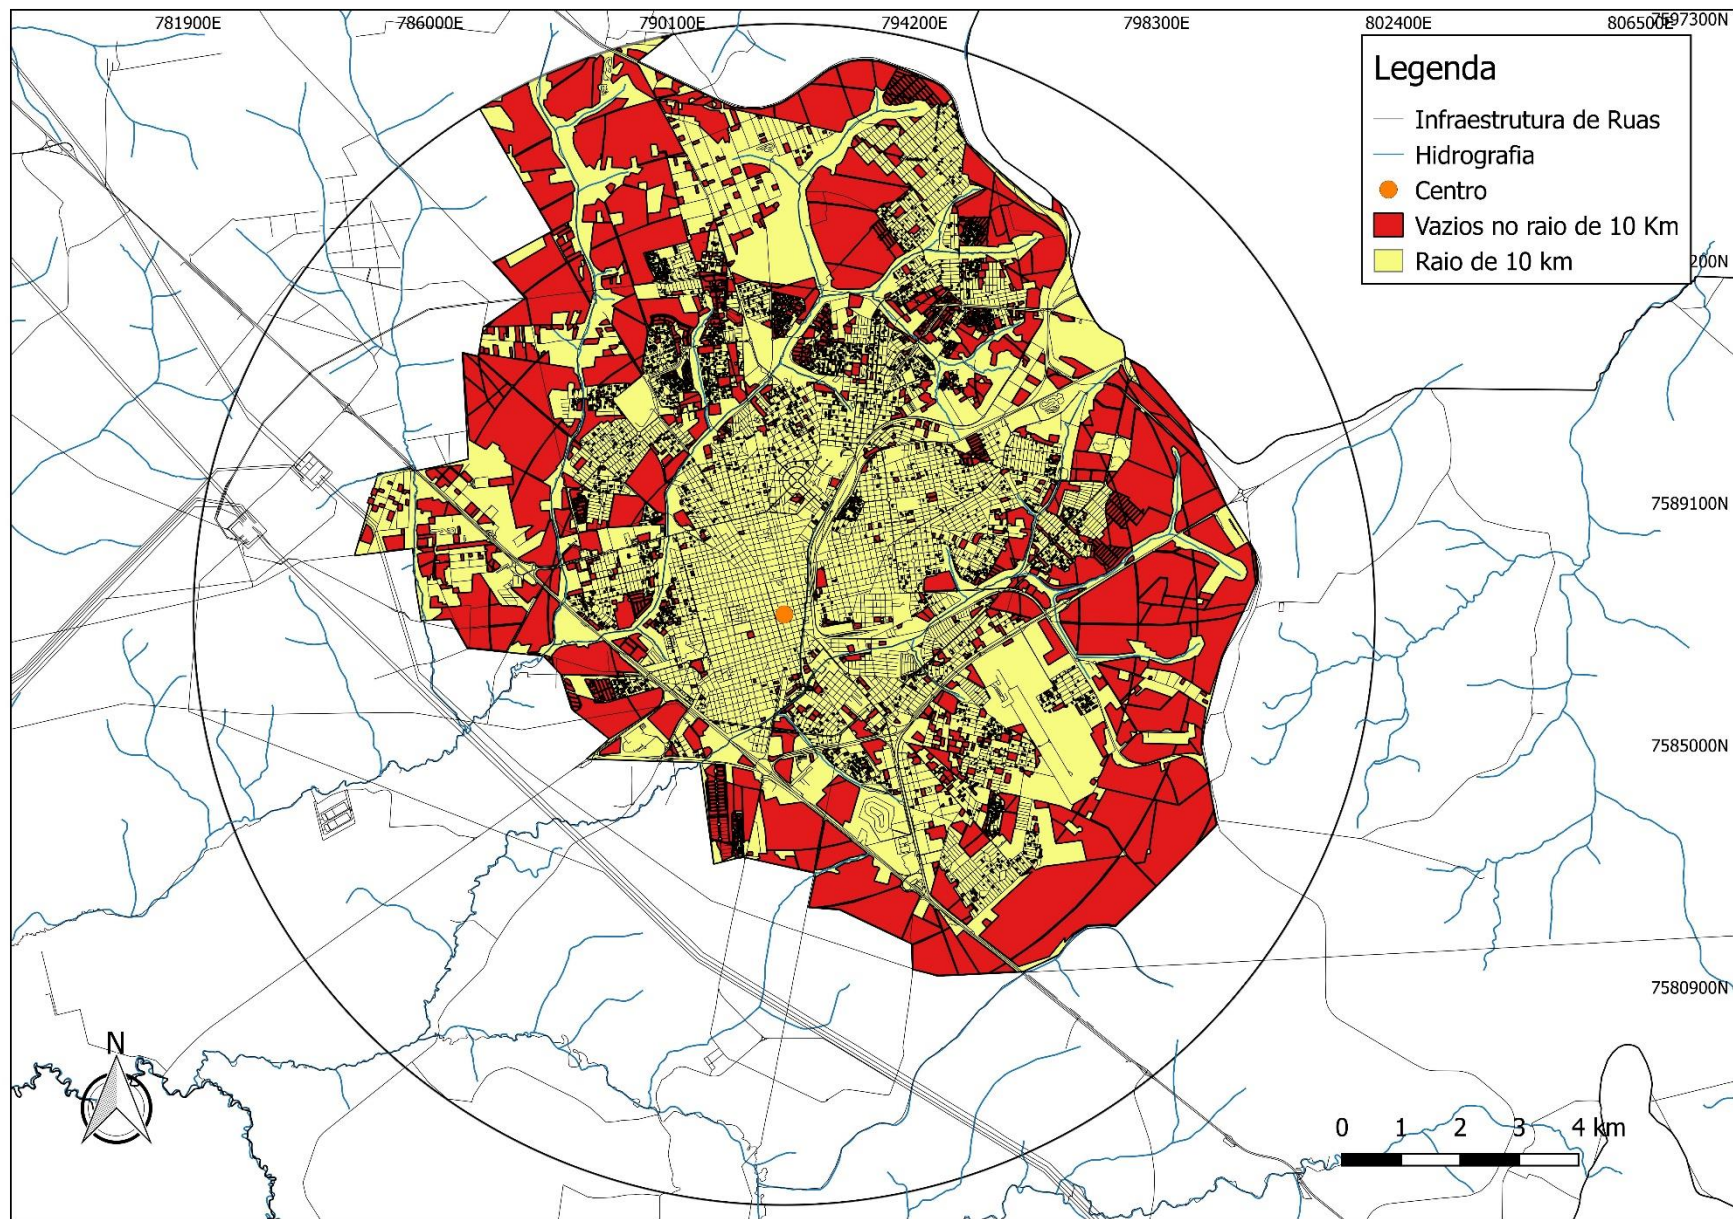 781900E 786000E 790100E 794200E 798300E 802400E 806500E 7597300N
Legenda
Infraestrutura de Ruas
Hidrografia
Centro
Vazios no raio de 10 Km
Raio de 10 km
200N
7589100N
7585000N
7580900N
N
0 1 2 3 4 km